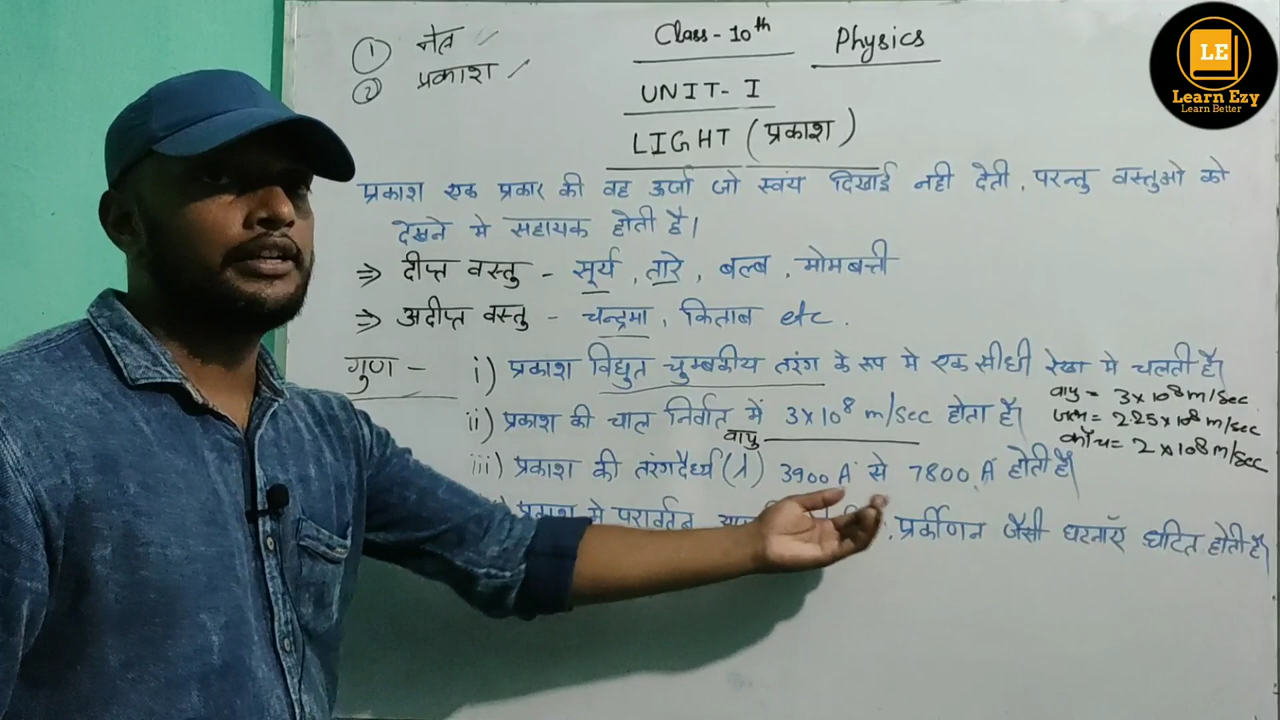 ① नेत्र
② प्रकाश
Class-10th Physics
UNIT-I
LIGHT (प्रकाश)
प्रकाश एक प्रकार की वह ऊर्जा जो स्वंय दिखाई नही देती, परन्तु वस्तुओ को
देखने मे सहायक होती है।
⇒ दीप्त वस्तु - सूर्य, तारे, बल्ब, मोमबत्ती
⇒ अदीप्त वस्तु - चन्द्रमा, किताब etc.
गुण - i) प्रकाश विद्युत चुम्बकीय तरंग के रूप मे एक सीधी रेखा मे चलती है।
ii) प्रकाश की चाल निर्वात में 3×10⁸ m/sec होता है।
वायु
वायु = 3×10⁸ m/sec
जल = 2.25×10⁸ m/sec
काँच = 2×10⁸ m/sec
iii) प्रकाश की तरंगदैर्ध्य (λ) 3900 A° से 7800 A° होती है।
प्रकाश मे परावर्तन, प्रर्कीणन जैसी घटनाएँ घटित होती है।
LE
Learn Ezy
Learn Better